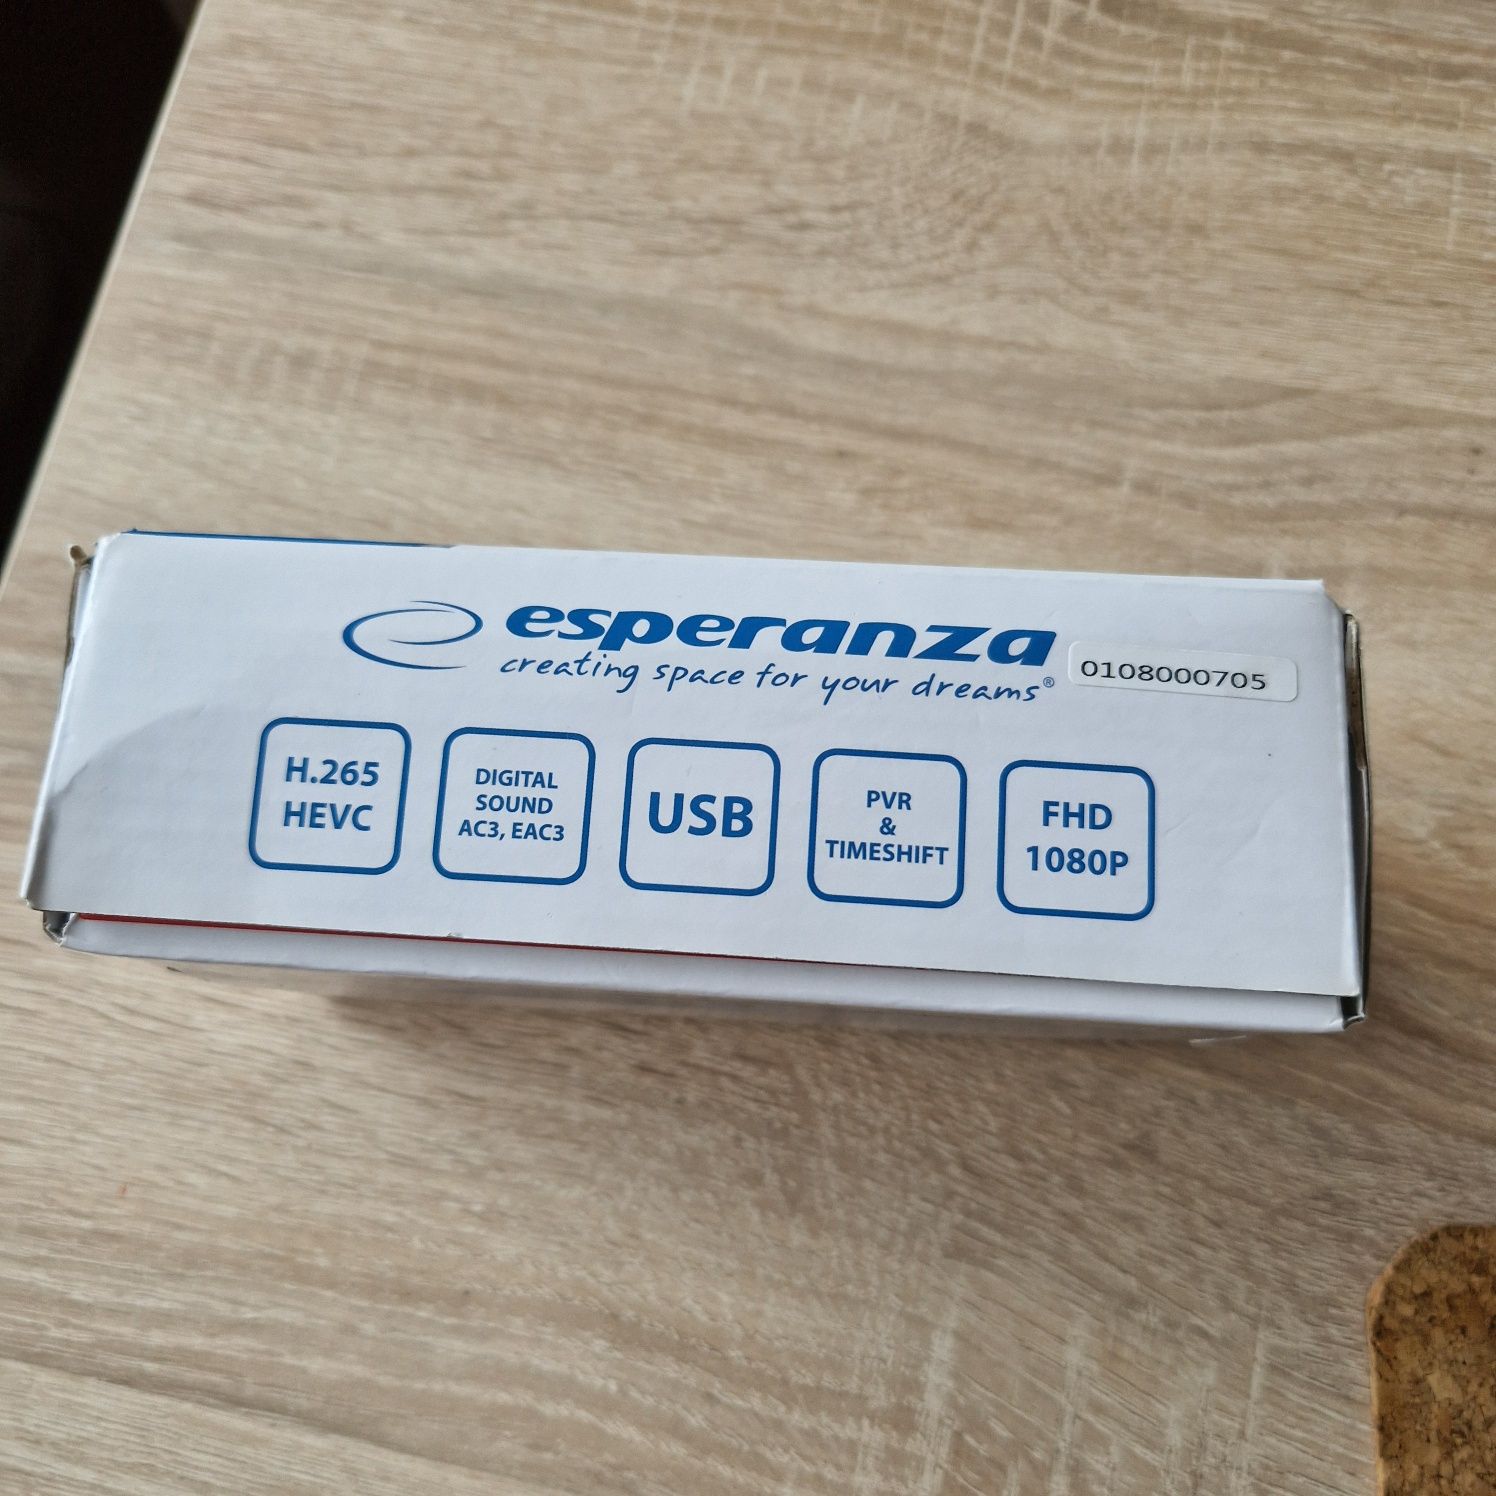 esperanza
creating space for your dreams®
0108000705
H.265
HEVC
DIGITAL
SOUND
AC3, EAC3
USB
PVR
&
TIMESHIFT
FHD
1080P